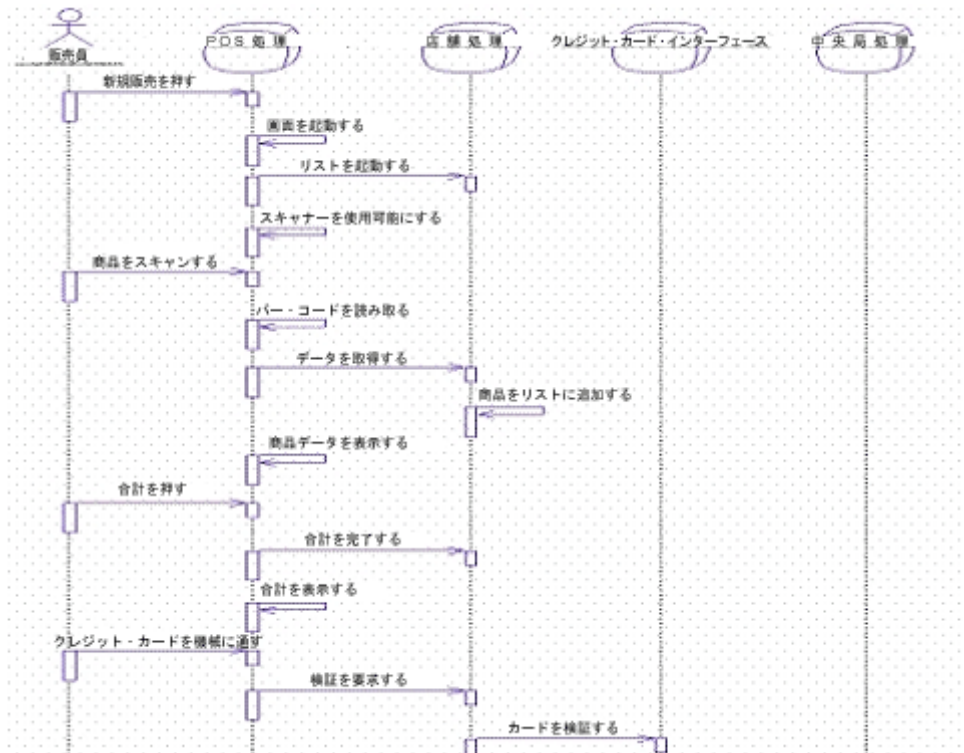 販売員
POS処理
店舗処理
クレジット・カード・インターフェース
中央局処理
新規販売を押す
画面を起動する
リストを起動する
スキャナーを使用可能にする
商品をスキャンする
バー・コードを読み取る
データを取得する
商品をリストに追加する
商品データを表示する
合計を押す
合計を完了する
合計を表示する
クレジット・カードを機械に通す
検証を要求する
カードを検証する